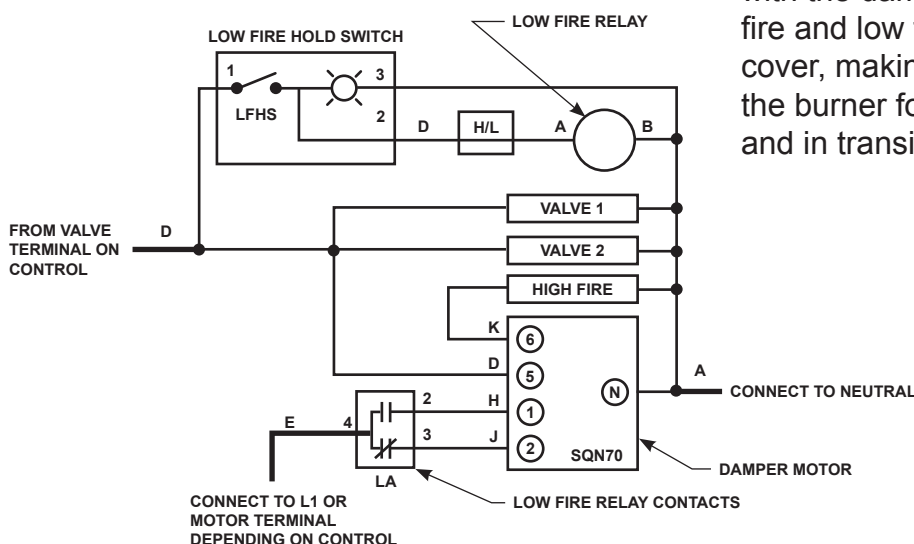 LOW FIRE RELAY
LOW FIRE HOLD SWITCH
1
3
LFHS
2
D
H/L
A
B
fire and low
cover, makin
the burner fo
and in transi
VALVE 1
FROM VALVE
TERMINAL ON
CONTROL
D
VALVE 2
HIGH FIRE
K
6
D
5
A
N
CONNECT TO NEUTRAL
H
1
2
E
4
3
J
2
SQN70
LA
DAMPER MOTOR
CONNECT TO L1 OR
MOTOR TERMINAL
DEPENDING ON CONTROL
LOW FIRE RELAY CONTACTS